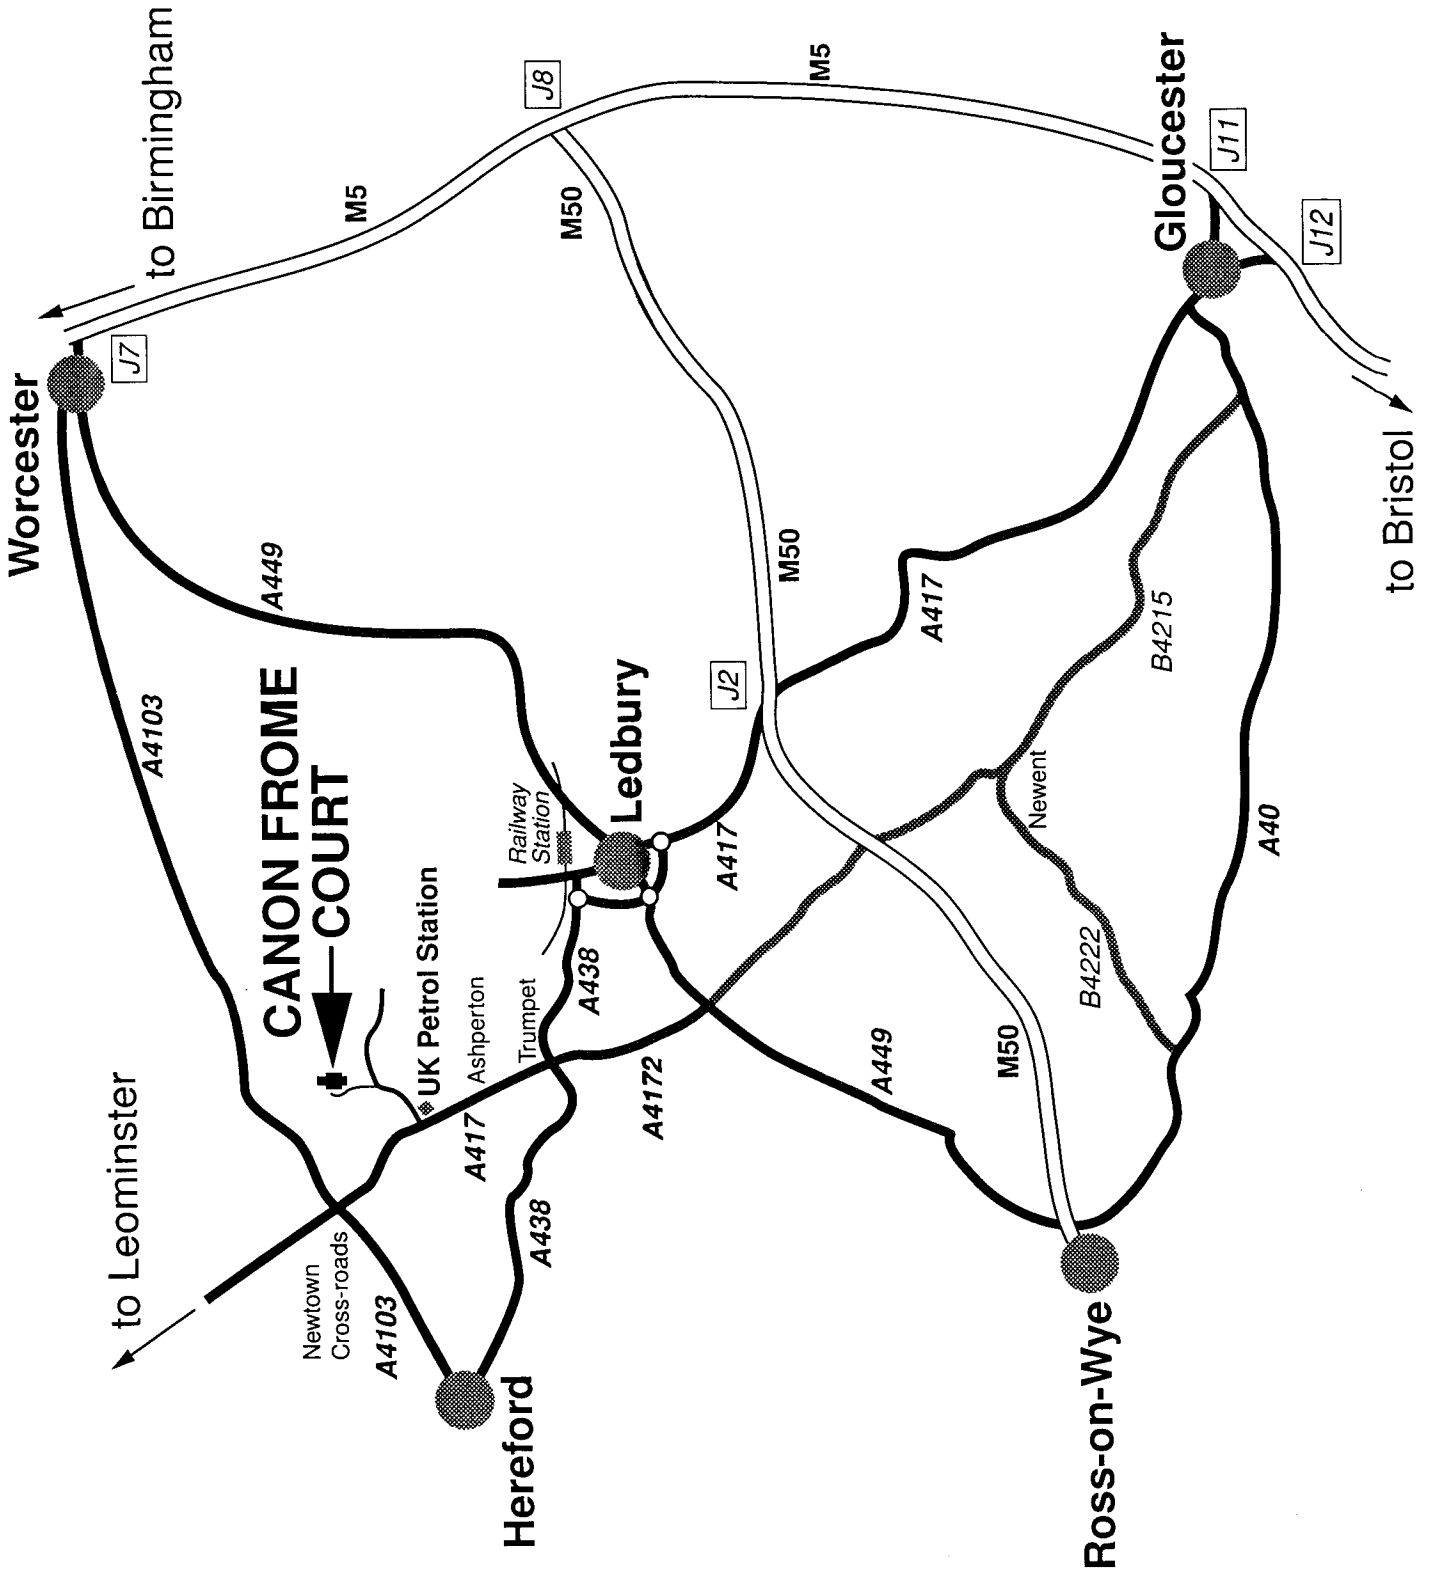 Worcester
to Birmingham
J7
M5
J8
M50
M5
Gloucester
J11
J12
to Bristol
A449
A4103
CANON FROME
COURT
Railway
Station
Ledbury
J2
M50
A417
B4215
Newent
A40
A417
B4222
UK Petrol Station
Ashperton
Trumpet
A438
A417
A4172
A449
M50
to Leominster
Newtown
Cross-roads
A4103
A438
Hereford
Ross-on-Wye